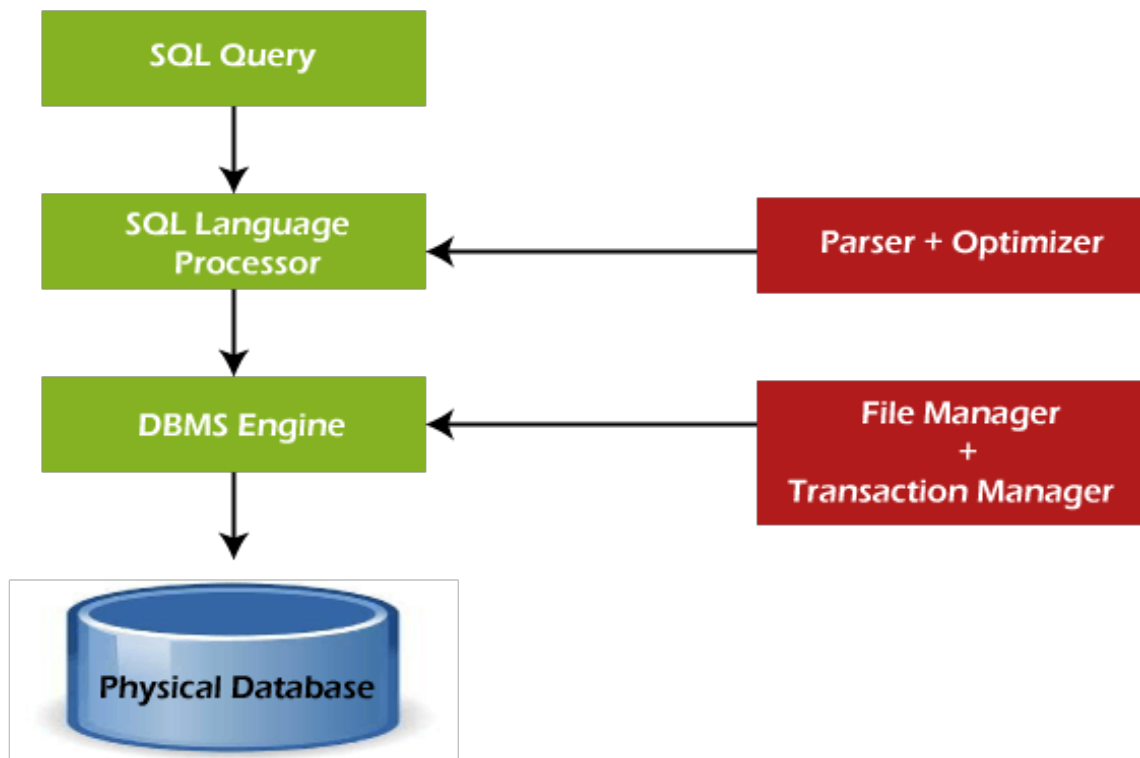 SQL Query
SQL Language
Processor
Parser + Optimizer
DBMS Engine
File Manager
+
Transaction Manager
Physical Database